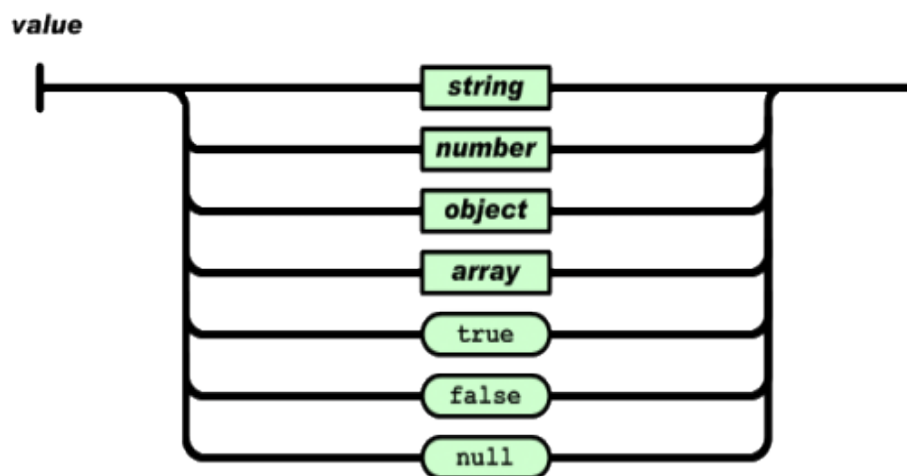 value
string
number
object
array
true
false
null